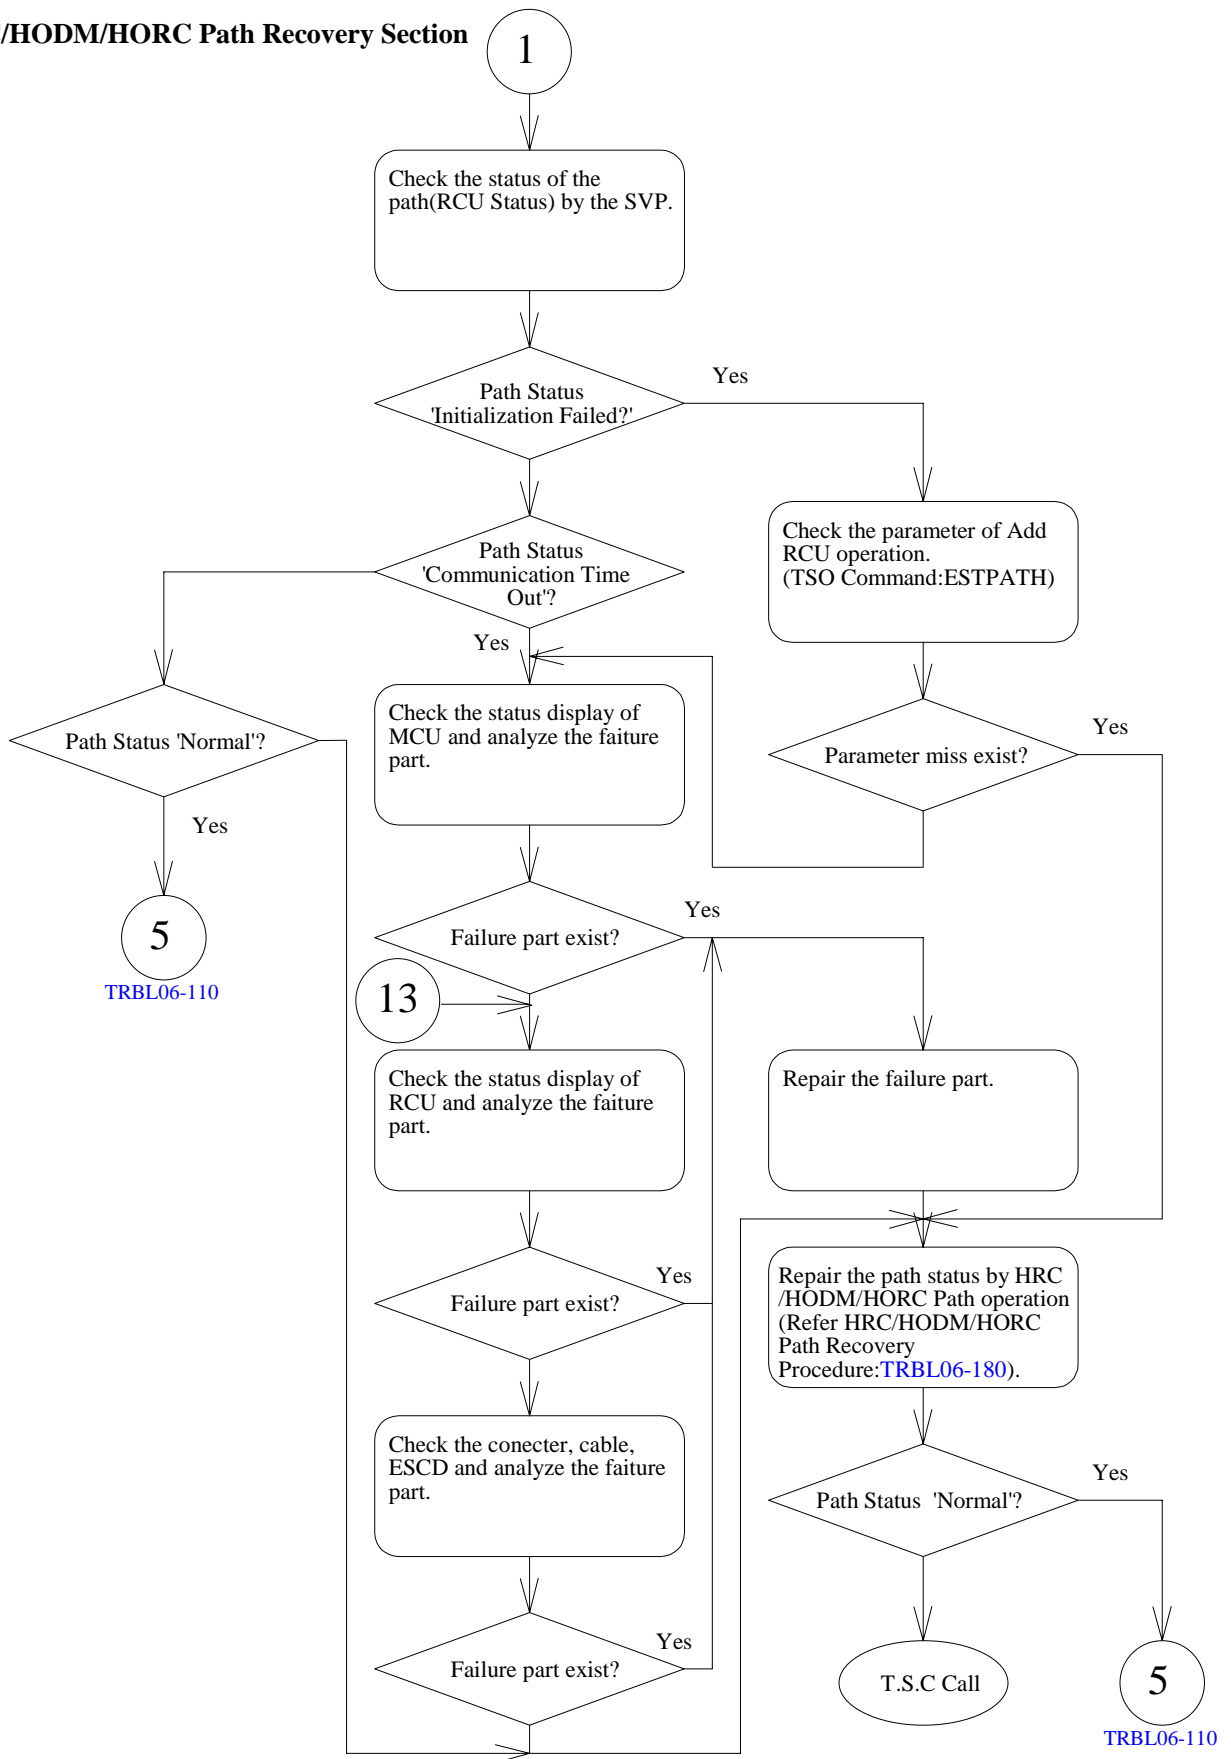 /HODM/HORC Path Recovery Section
1
Check the status of the
path(RCU Status) by the SVP.
Path Status
'Initialization Failed?'
Yes
Check the parameter of Add
RCU operation.
(TSO Command:ESTPATH)
Path Status
'Communication Time
Out'?
Yes
Path Status 'Normal'?
Yes
5
TRBL06-110
Check the status display of
MCU and analyze the faiture
part.
Parameter miss exist?
Yes
Failure part exist?
Yes
13
Check the status display of
RCU and analyze the faiture
part.
Repair the failure part.
Failure part exist?
Yes
Repair the path status by HRC
/HODM/HORC Path operation
(Refer HRC/HODM/HORC
Path Recovery
Procedure:TRBL06-180).
Check the conecter, cable,
ESCD and analyze the faiture
part.
Path Status 'Normal'?
Yes
Failure part exist?
Yes
T.S.C Call
5
TRBL06-110